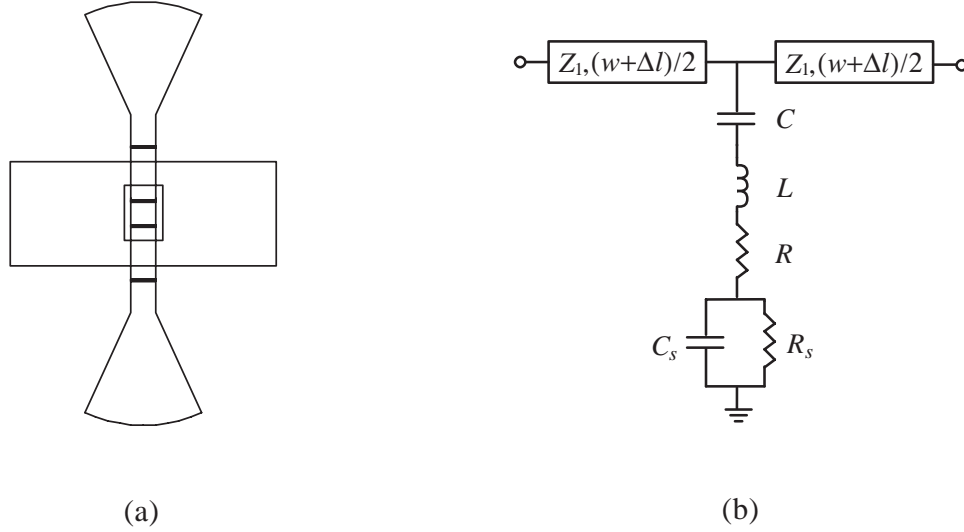 Z₁,(w+Δl)/2
Z₁,(w+Δl)/2
C
L
R
Cₛ
Rₛ
(a)
(b)